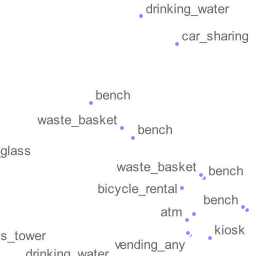 drinking_water
car_sharing
bench
waste_basket
bench
glass
waste_basket
bench
bicycle_rental
bench
atm
kiosk
s_tower
vending_any
drinking_water